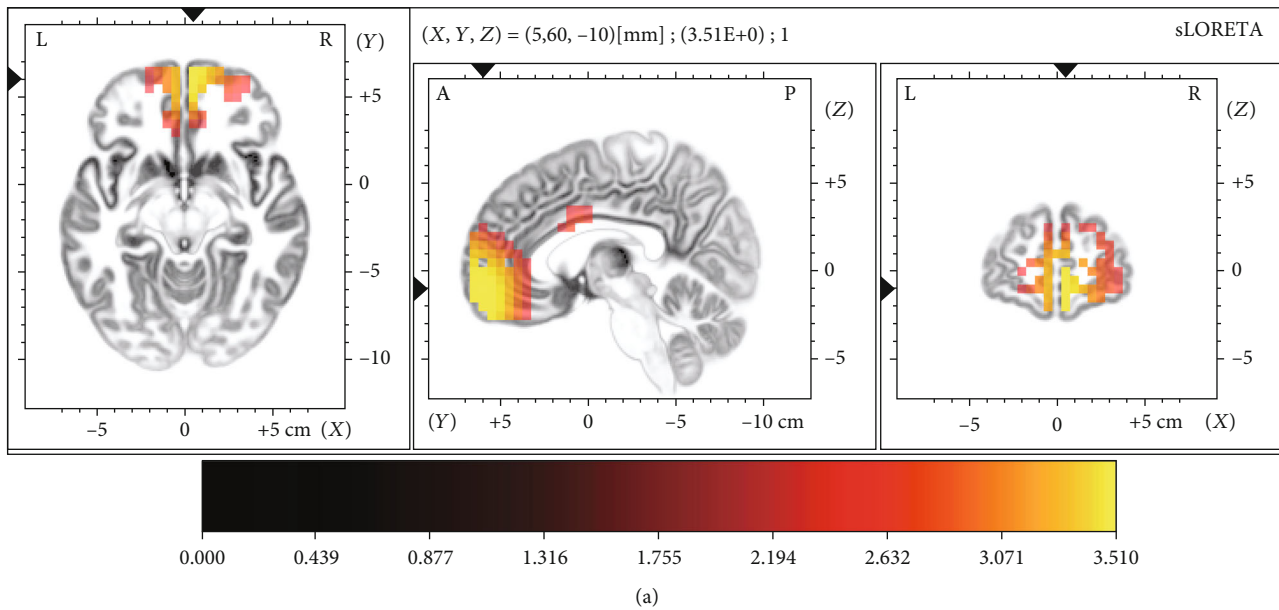 (X, Y, Z) = (5,60, –10)[mm] ; (3.51E+0) ; 1
sLORETA
L R (Y)
+5
0
–5
–10
–5 0 +5 cm (X)
A P (Z)
+5
0
–5
(Y) +5 0 –5 –10 cm
L R (Z)
+5
0
–5
–5 0 +5 cm (X)
0.000 0.439 0.877 1.316 1.755 2.194 2.632 3.071 3.510
(a)